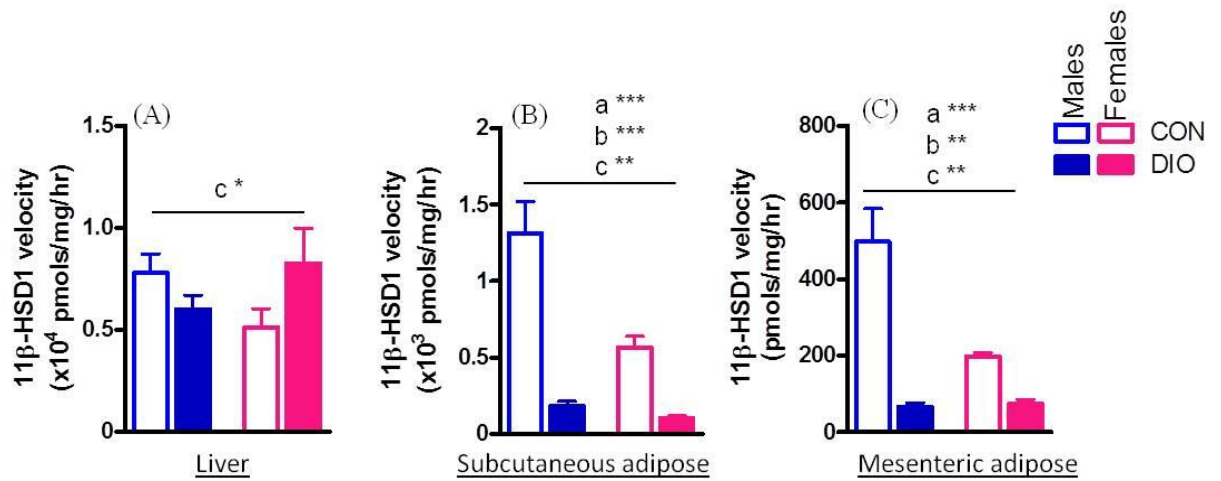 (A)
11β-HSD1 velocity
(x10⁴ pmols/mg/hr)
1.5
1.0
0.5
0
c *
Liver
(B)
11β-HSD1 velocity
(x10³ pmols/mg/hr)
2
1.5
1
0.5
0
a ***
b ***
c **
Subcutaneous adipose
(C)
11β-HSD1 velocity
(pmols/mg/hr)
800
600
400
200
0
a ***
b **
c **
Mesenteric adipose
Males
Females
CON
DIO